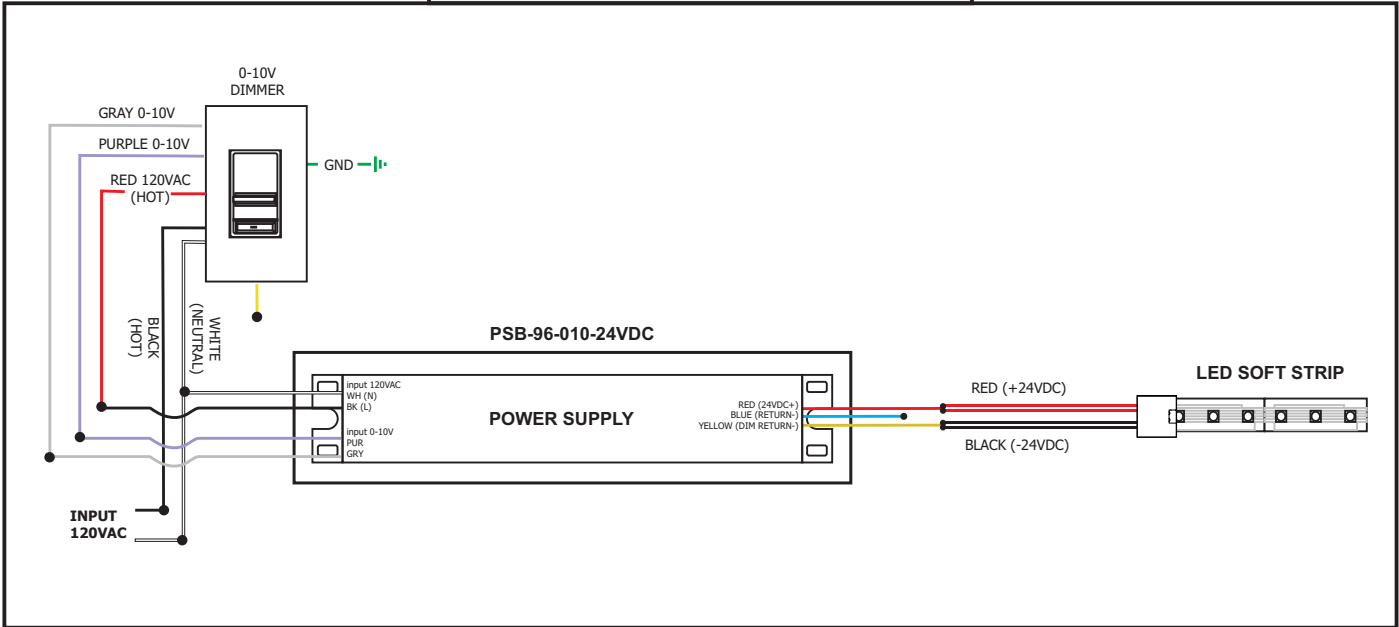 0-10V
DIMMER
GRAY 0-10V
PURPLE 0-10V
GND
RED 120VAC
(HOT)
BLACK
(HOT)
WHITE
(NEUTRAL)
PSB-96-010-24VDC
input 120VAC
WH (N)
BK (L)
input 0-10V
PUR
GRY
POWER SUPPLY
RED (24VDC+)
BLUE (RETURN-)
YELLOW (DIM RETURN-)
RED (+24VDC)
BLACK (-24VDC)
LED SOFT STRIP
INPUT
120VAC